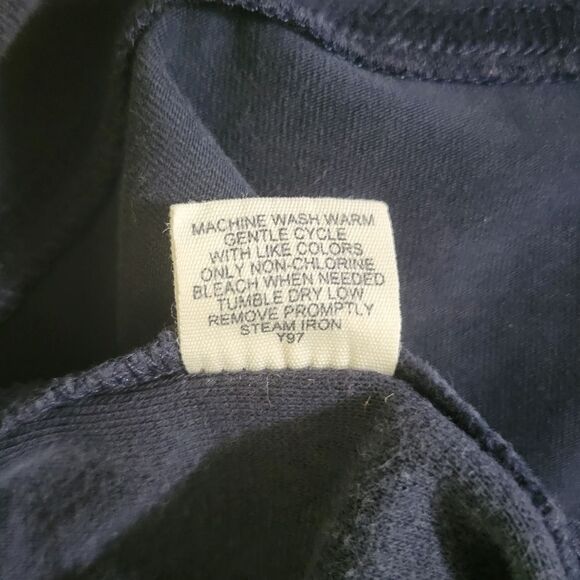 MACHINE WASH WARM
GENTLE CYCLE
WITH LIKE COLORS
ONLY NON-CHLORINE
BLEACH WHEN NEEDED
TUMBLE DRY LOW
REMOVE PROMPTLY
STEAM IRON
Y97